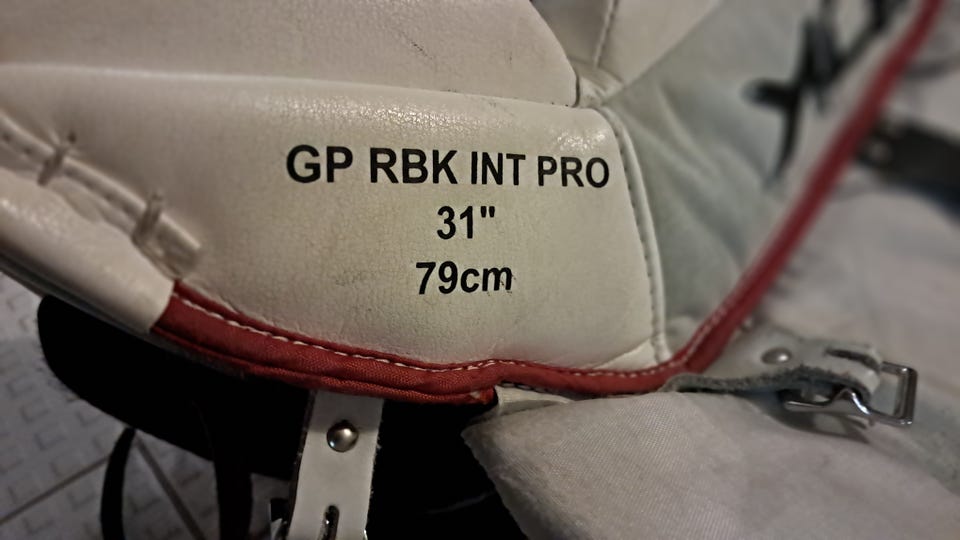 GP RBK INT PRO
31"
79cm